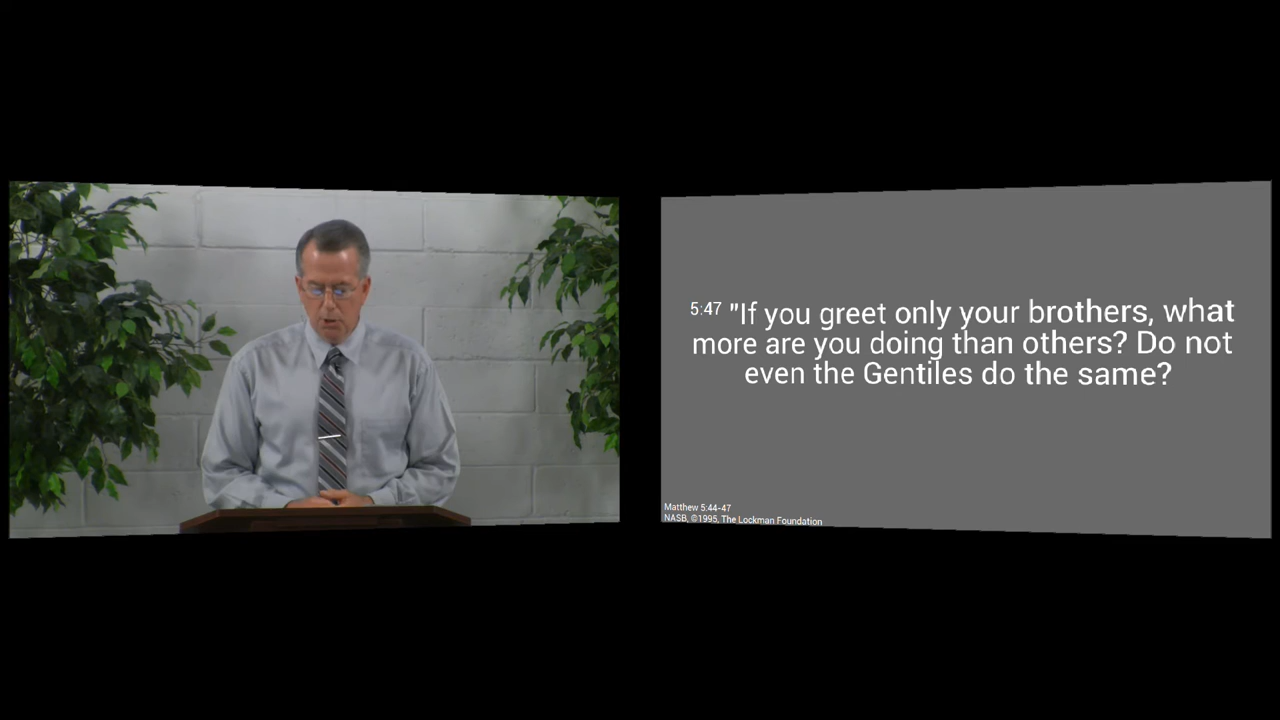 5:47 "If you greet only your brothers, what
more are you doing than others? Do not
even the Gentiles do the same?
Matthew 5:44-47
NASB, ©1995, The Lockman Foundation